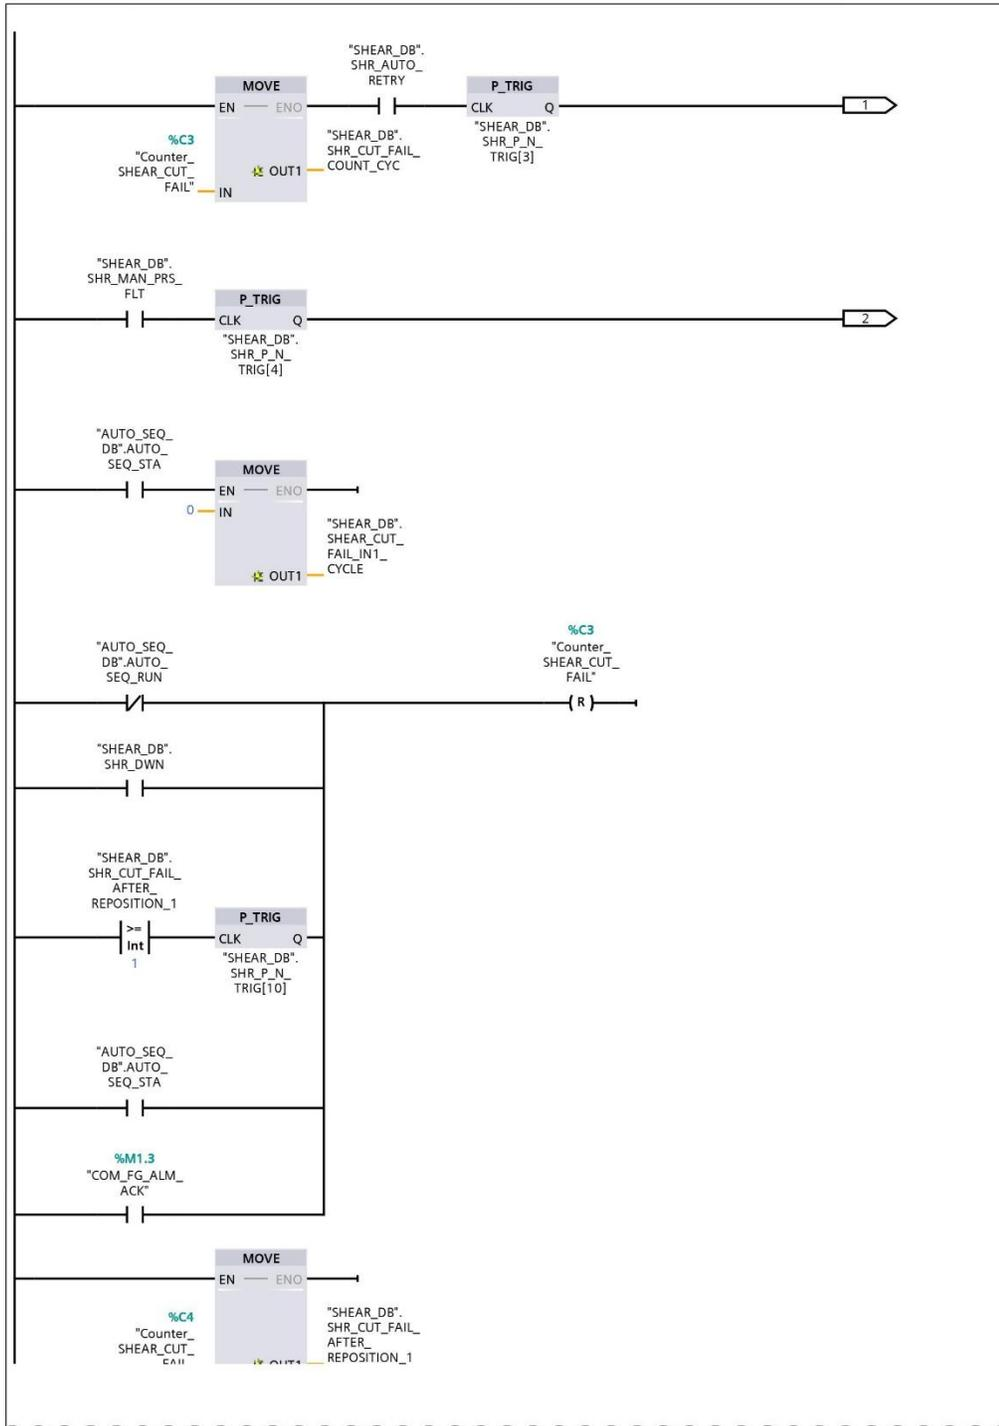 "SHEAR_DB".
SHR_AUTO_
RETRY
MOVE
P_TRIG
EN
ENO
CLK
Q
1
%C3
"Counter_
SHEAR_CUT_
FAIL"
IN
OUT1
"SHEAR_DB".
SHR_CUT_FAIL_
COUNT_CYC
"SHEAR_DB".
SHR_P_N_
TRIG[3]
"SHEAR_DB".
SHR_MAN_PRS_
FLT
P_TRIG
CLK
Q
2
"SHEAR_DB".
SHR_P_N_
TRIG[4]
"AUTO_SEQ_
DB".AUTO_
SEQ_STA
MOVE
EN
ENO
0
IN
OUT1
"SHEAR_DB".
SHEAR_CUT_
FAIL_IN1_
CYCLE
"AUTO_SEQ_
DB".AUTO_
SEQ_RUN
%C3
"Counter_
SHEAR_CUT_
FAIL"
R
"SHEAR_DB".
SHR_DWN
"SHEAR_DB".
SHR_CUT_FAIL_
AFTER_
REPOSITION_1
>=
Int
1
P_TRIG
CLK
Q
"SHEAR_DB".
SHR_P_N_
TRIG[10]
"AUTO_SEQ_
DB".AUTO_
SEQ_STA
%M1.3
"COM_FG_ALM_
ACK"
MOVE
EN
ENO
%C4
"Counter_
SHEAR_CUT_
FAIL
OUT1
"SHEAR_DB".
SHR_CUT_FAIL_
AFTER_
REPOSITION_1